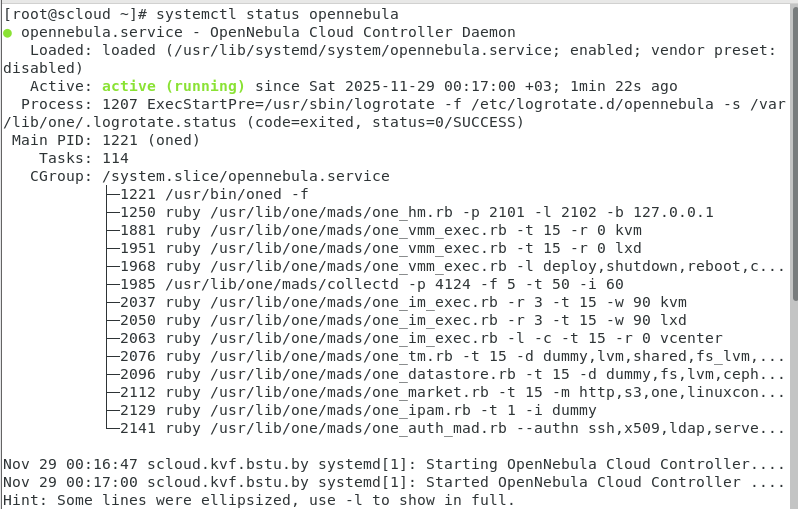 [root@scloud ~]# systemctl status opennebula
● opennebula.service - OpenNebula Cloud Controller Daemon
   Loaded: loaded (/usr/lib/systemd/system/opennebula.service; enabled; vendor preset:
disabled)
   Active: active (running) since Sat 2025-11-29 00:17:00 +03; 1min 22s ago
  Process: 1207 ExecStartPre=/usr/sbin/logrotate -f /etc/logrotate.d/opennebula -s /var
/lib/one/.logrotate.status (code=exited, status=0/SUCCESS)
 Main PID: 1221 (oned)
    Tasks: 114
   CGroup: /system.slice/opennebula.service
           ├─1221 /usr/bin/oned -f
           ├─1250 ruby /usr/lib/one/mads/one_hm.rb -p 2101 -l 2102 -b 127.0.0.1
           ├─1881 ruby /usr/lib/one/mads/one_vmm_exec.rb -t 15 -r 0 kvm
           ├─1951 ruby /usr/lib/one/mads/one_vmm_exec.rb -t 15 -r 0 lxd
           ├─1968 ruby /usr/lib/one/mads/one_vmm_exec.rb -l deploy,shutdown,reboot,c...
           ├─1985 /usr/lib/one/mads/collectd -p 4124 -f 5 -t 50 -i 60
           ├─2037 ruby /usr/lib/one/mads/one_im_exec.rb -r 3 -t 15 -w 90 kvm
           ├─2050 ruby /usr/lib/one/mads/one_im_exec.rb -r 3 -t 15 -w 90 lxd
           ├─2063 ruby /usr/lib/one/mads/one_im_exec.rb -l -c -t 15 -r 0 vcenter
           ├─2076 ruby /usr/lib/one/mads/one_tm.rb -t 15 -d dummy,lvm,shared,fs_lvm,...
           ├─2096 ruby /usr/lib/one/mads/one_datastore.rb -t 15 -d dummy,fs,lvm,ceph...
           ├─2112 ruby /usr/lib/one/mads/one_market.rb -t 15 -m http,s3,one,linuxcon...
           ├─2129 ruby /usr/lib/one/mads/one_ipam.rb -t 1 -i dummy
           └─2141 ruby /usr/lib/one/mads/one_auth_mad.rb --authn ssh,x509,ldap,serve...

Nov 29 00:16:47 scloud.kvf.bstu.by systemd[1]: Starting OpenNebula Cloud Controller....
Nov 29 00:17:00 scloud.kvf.bstu.by systemd[1]: Started OpenNebula Cloud Controller ....
Hint: Some lines were ellipsized, use -l to show in full.